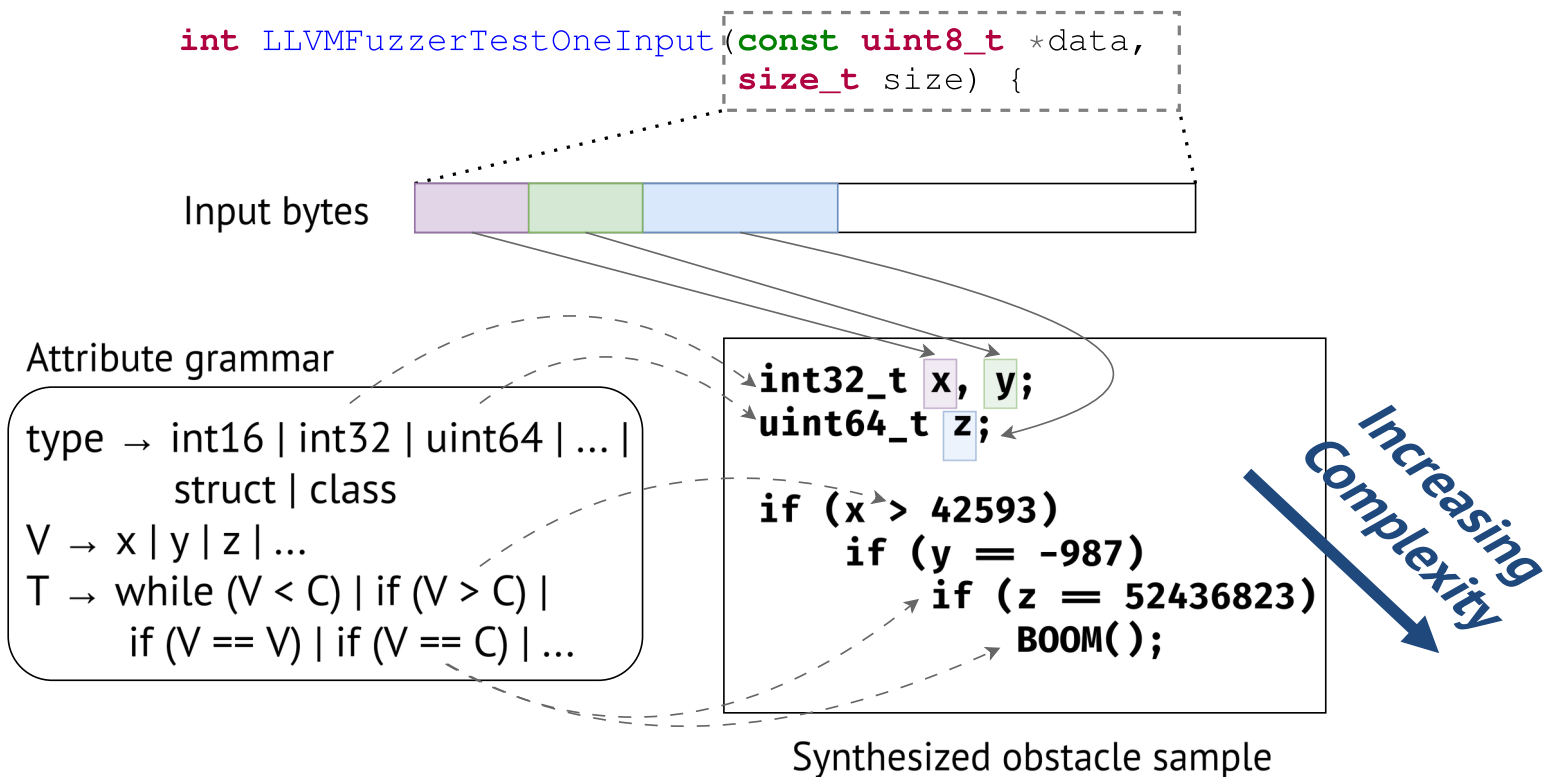 int LLVMFuzzerTestOneInput(const uint8_t *data,
size_t size) {
Input bytes
Attribute grammar
type → int16 | int32 | uint64 | ... |
struct | class
V → x | y | z | ...
T → while (V < C) | if (V > C) |
if (V == V) | if (V == C) | ...
int32_t x, y;
uint64_t z;
if (x > 42593)
if (y == -987)
if (z == 52436823)
BOOM();
Increasing
Complexity
Synthesized obstacle sample